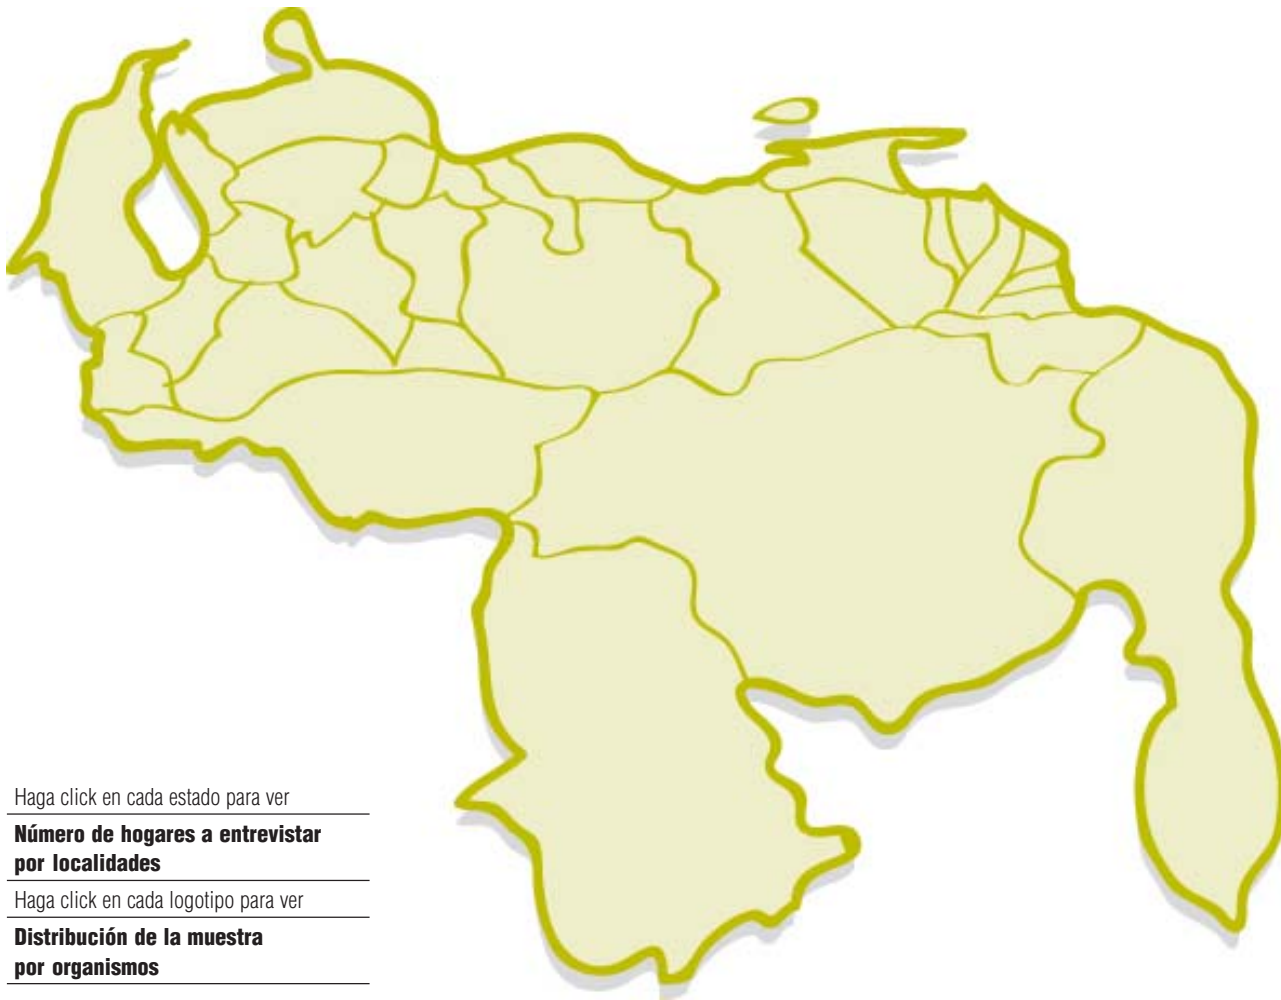 Haga click en cada estado para ver
Número de hogares a entrevistar
por localidades
Haga click en cada logotipo para ver
Distribución de la muestra
por organismos